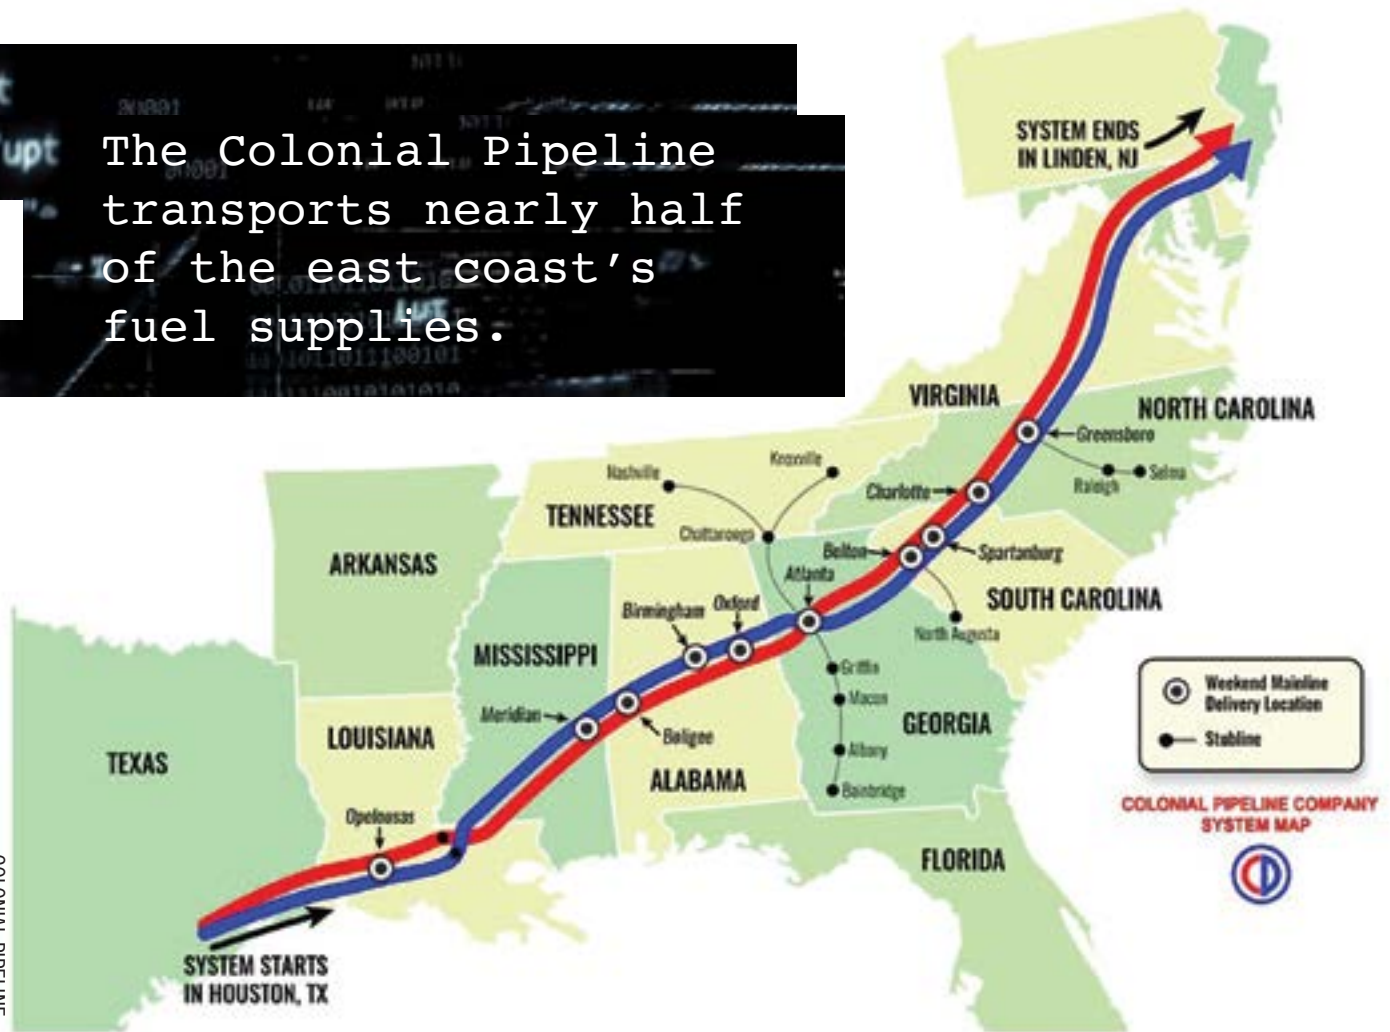 The Colonial Pipeline
transports nearly half
of the east coast’s
fuel supplies.
SYSTEM ENDS
IN LINDEN, NJ
VIRGINIA
NORTH CAROLINA
Greensboro
Knoxville
Nashville
Raleigh
Selma
Charlotte
TENNESSEE
Chattanooga
Belton
Spartanburg
ARKANSAS
Atlanta
SOUTH CAROLINA
Birmingham
Oxford
North Augusta
MISSISSIPPI
Griffin
Weekend Mainline
Delivery Location
Macon
Meridian
GEORGIA
Baligee
LOUISIANA
Stubline
Albany
TEXAS
ALABAMA
Bainbridge
COLONIAL PIPELINE COMPANY
SYSTEM MAP
Opelousas
FLORIDA
SYSTEM STARTS
IN HOUSTON, TX
COLONIAL PIPELINE